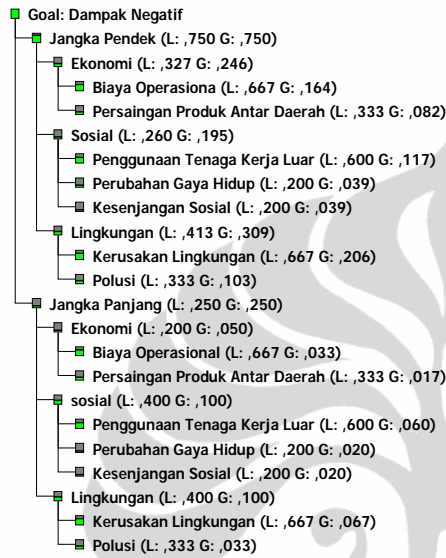 Goal: Dampak Negatif
Jangka Pendek (L: ,750 G: ,750)
Ekonomi (L: ,327 G: ,246)
Biaya Operasiona (L: ,667 G: ,164)
Persaingan Produk Antar Daerah (L: ,333 G: ,082)
Sosial (L: ,260 G: ,195)
Penggunaan Tenaga Kerja Luar (L: ,600 G: ,117)
Perubahan Gaya Hidup (L: ,200 G: ,039)
Kesenjangan Sosial (L: ,200 G: ,039)
Lingkungan (L: ,413 G: ,309)
Kerusakan Lingkungan (L: ,667 G: ,206)
Polusi (L: ,333 G: ,103)
Jangka Panjang (L: ,250 G: ,250)
Ekonomi (L: ,200 G: ,050)
Biaya Operasional (L: ,667 G: ,033)
Persaingan Produk Antar Daerah (L: ,333 G: ,017)
sosial (L: ,400 G: ,100)
Penggunaan Tenaga Kerja Luar (L: ,600 G: ,060)
Perubahan Gaya Hidup (L: ,200 G: ,020)
Kesenjangan Sosial (L: ,200 G: ,020)
Lingkungan (L: ,400 G: ,100)
Kerusakan Lingkungan (L: ,667 G: ,067)
Polusi (L: ,333 G: ,033)